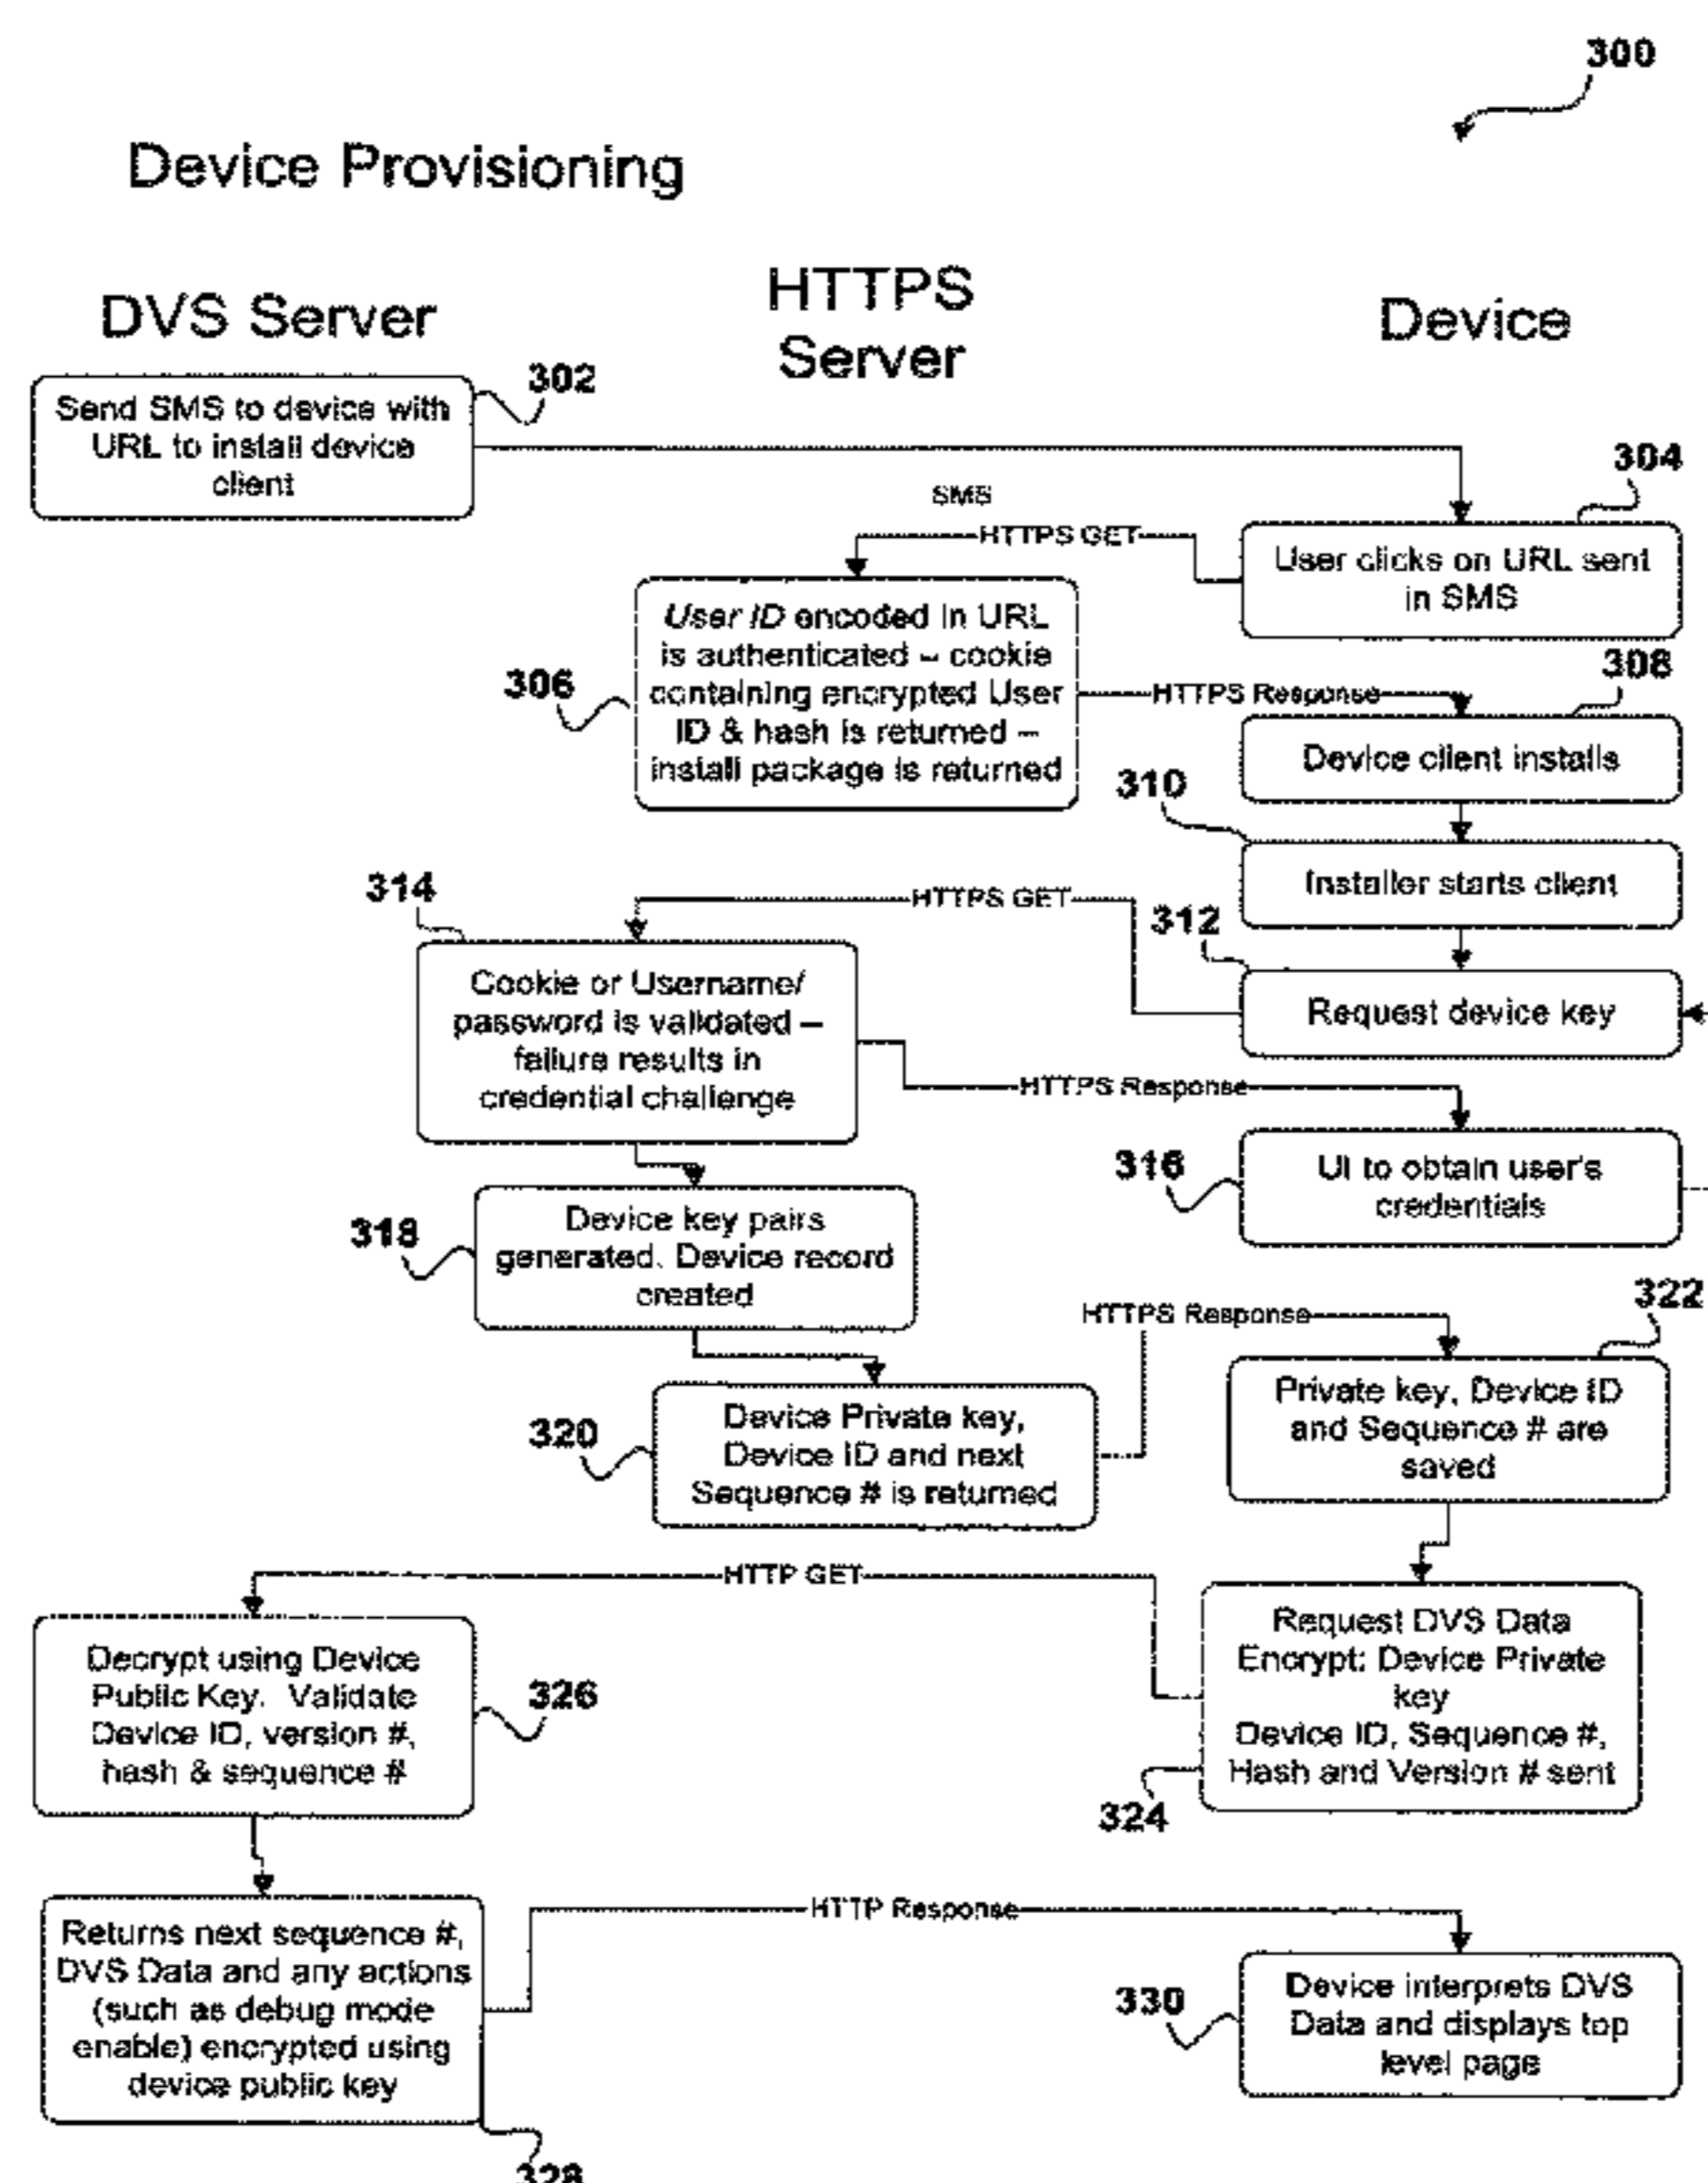 300
Device Provisioning
DVS Server
HTTPS
Server
Device
302
Send SMS to device with
URL to install device
client
SMS
304
User clicks on URL sent
in SMS
HTTPS GET
306
User ID encoded in URL
is authenticated – cookie
containing encrypted User
ID & hash is returned –
install package is returned
HTTPS Response
308
Device client installs
310
Installer starts client
312
Request device key
HTTPS GET
314
Cookie or Username/
password is validated –
failure results in
credential challenge
HTTPS Response
316
UI to obtain user's
credentials
318
Device key pairs
generated. Device record
created
320
Device Private key,
Device ID and next
Sequence # is returned
HTTPS Response
322
Private key, Device ID
and Sequence # are
saved
324
Request DVS Data
Encrypt: Device Private
key
Device ID, Sequence #,
Hash and Version # sent
HTTP GET
326
Decrypt using Device
Public Key. Validate
Device ID, version #,
hash & sequence #
328
Returns next sequence #,
DVS Data and any actions
(such as debug mode
enable) encrypted using
device public key
HTTP Response
330
Device interprets DVS
Data and displays top
level page